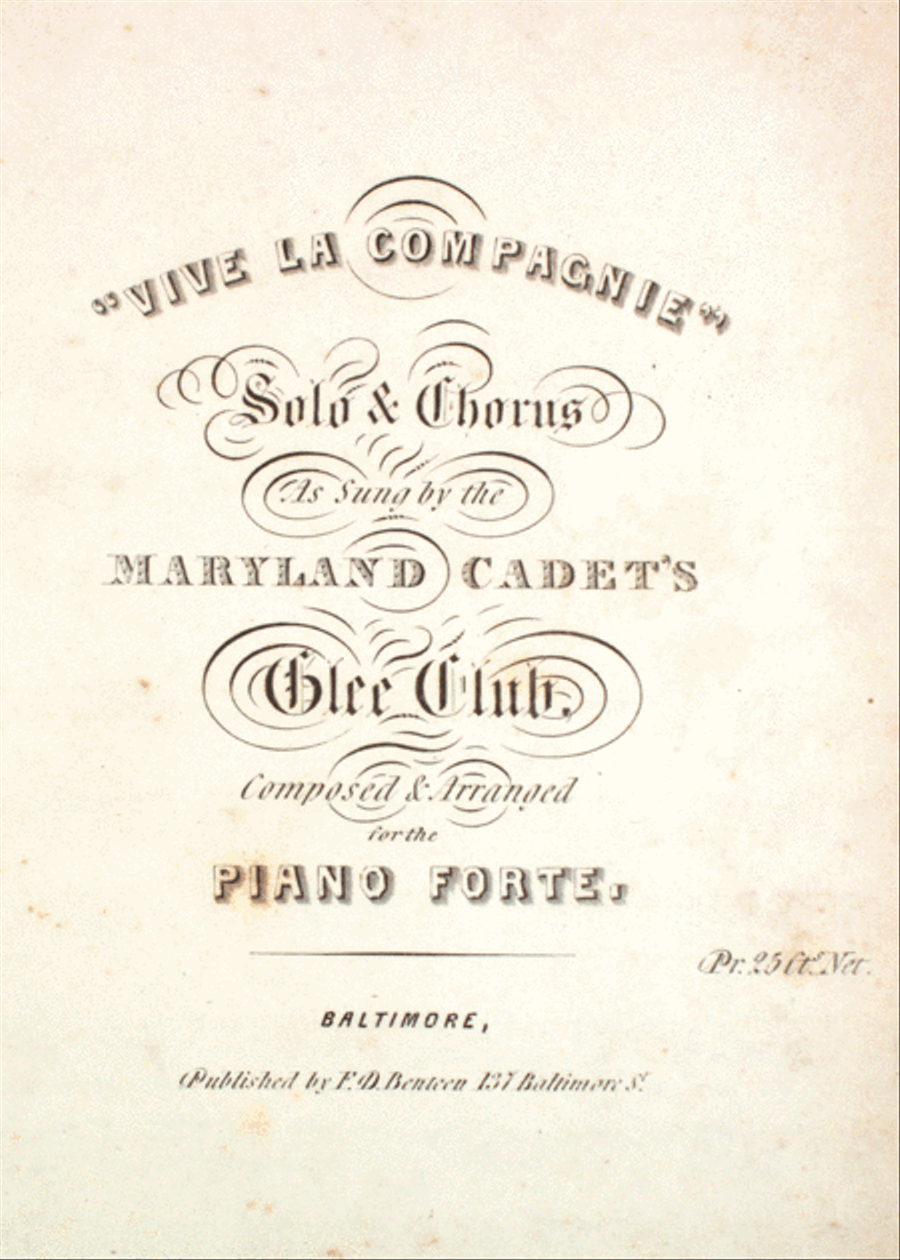 "VIVE LA COMPAGNIE"
Solo & Chorus
As Sung by the
MARYLAND CADET'S
Glee Club.
Composed & Arranged
for the
PIANO FORTE.
Pr. 25 Cts. Net.
BALTIMORE,
Published by F. D. Benteen 137 Baltimore St.